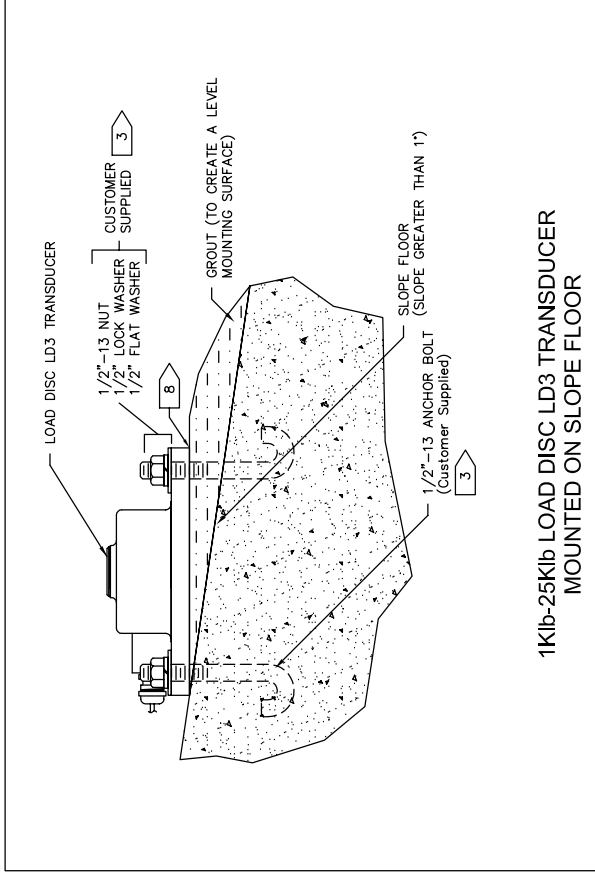 LOAD DISC LD3 TRANSDUCER
1/2"-13 NUT
1/2" LOCK WASHER
1/2" FLAT WASHER
CUSTOMER
SUPPLIED
3
8
GROUT (TO CREATE A LEVEL
MOUNTING SURFACE)
SLOPE FLOOR
(SLOPE GREATER THAN 1°)
1/2"-13 ANCHOR BOLT
(Customer Supplied)
3
1Klb-25Klb LOAD DISC LD3 TRANSDUCER
MOUNTED ON SLOPE FLOOR